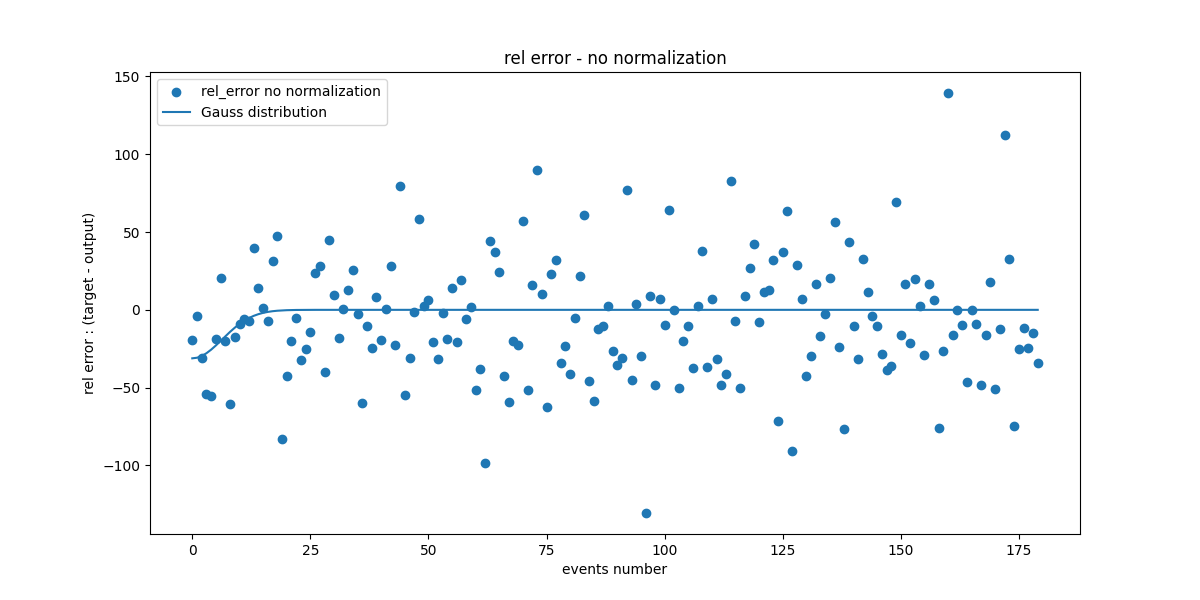 rel error - no normalization
rel_error no normalization
Gauss distribution
150
100
50
0
−50
−100
rel error : (target - output)
0
25
50
75
100
125
150
175
events number